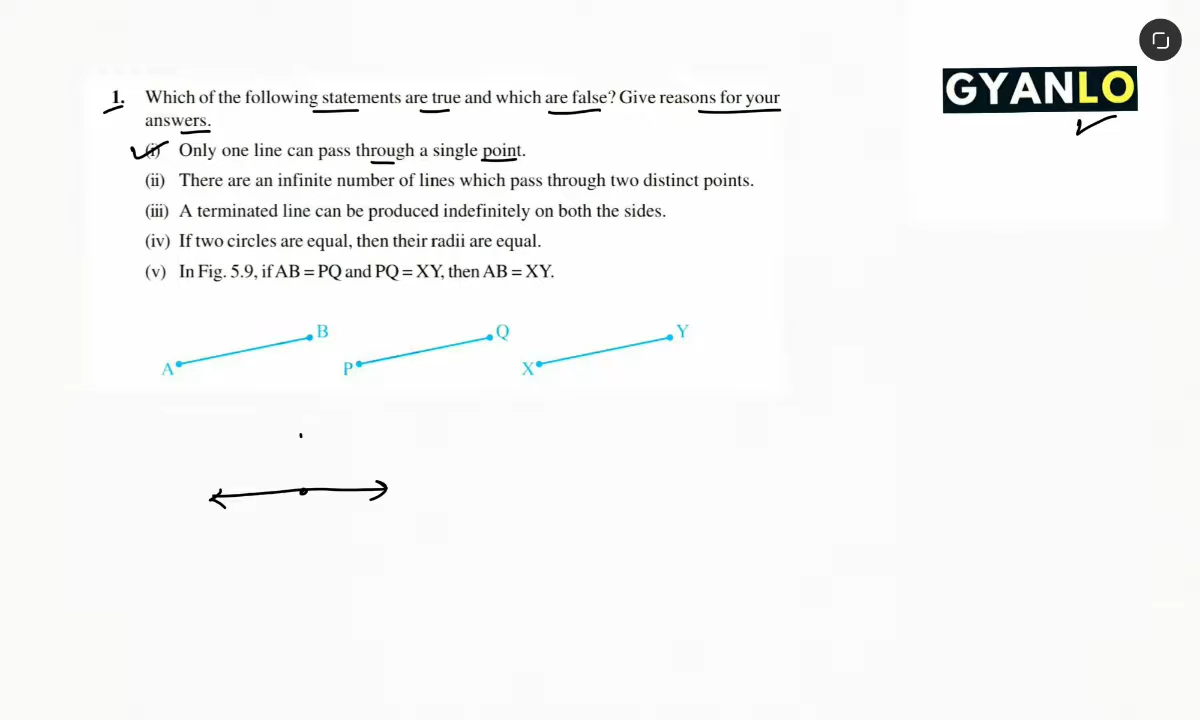 GYANLO
1. Which of the following statements are true and which are false? Give reasons for your
answers.
(i) Only one line can pass through a single point.
(ii) There are an infinite number of lines which pass through two distinct points.
(iii) A terminated line can be produced indefinitely on both the sides.
(iv) If two circles are equal, then their radii are equal.
(v) In Fig. 5.9, if AB = PQ and PQ = XY, then AB = XY.
A B P Q X Y